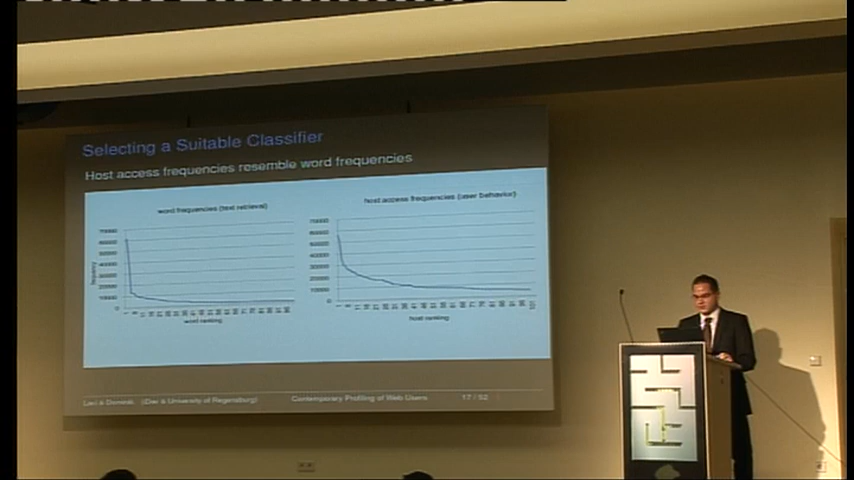 Selecting a Suitable Classifier
Host access frequencies resemble word frequencies
word frequencies (text retrieval)
host access frequencies (user behavior)
70000
60000
50000
40000
30000
20000
10000
0
word ranking
70000
60000
50000
40000
30000
20000
10000
0
host ranking
Dominik (iDev & University of Regensburg)
Contemporary Profiling of Web Users
17 / 52